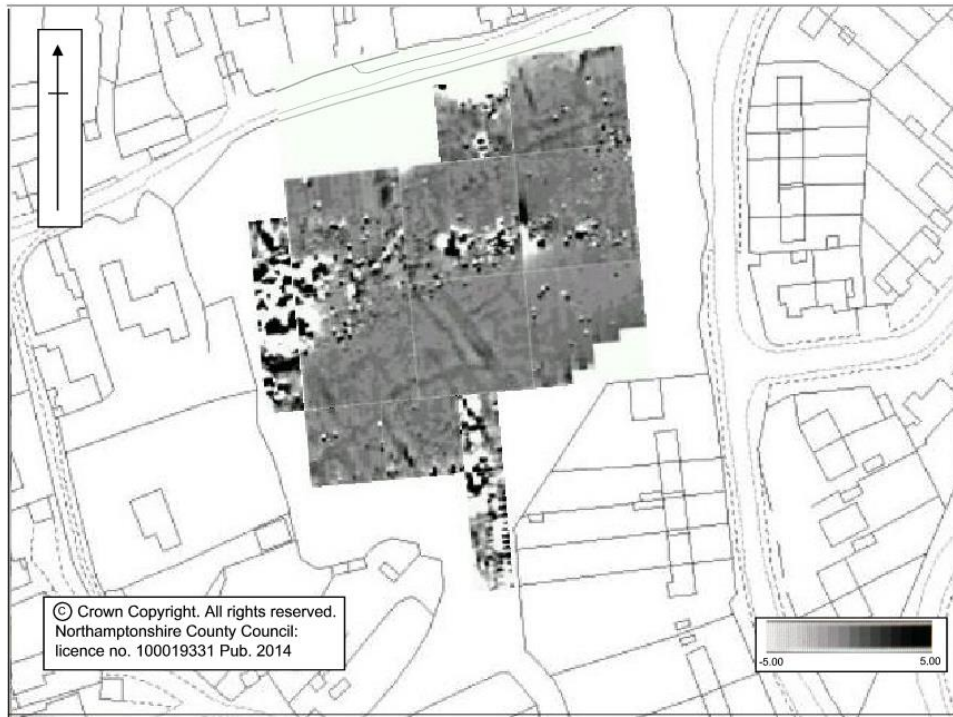 © Crown Copyright. All rights reserved.
Northamptonshire County Council:
licence no. 100019331 Pub. 2014
-5.00 5.00